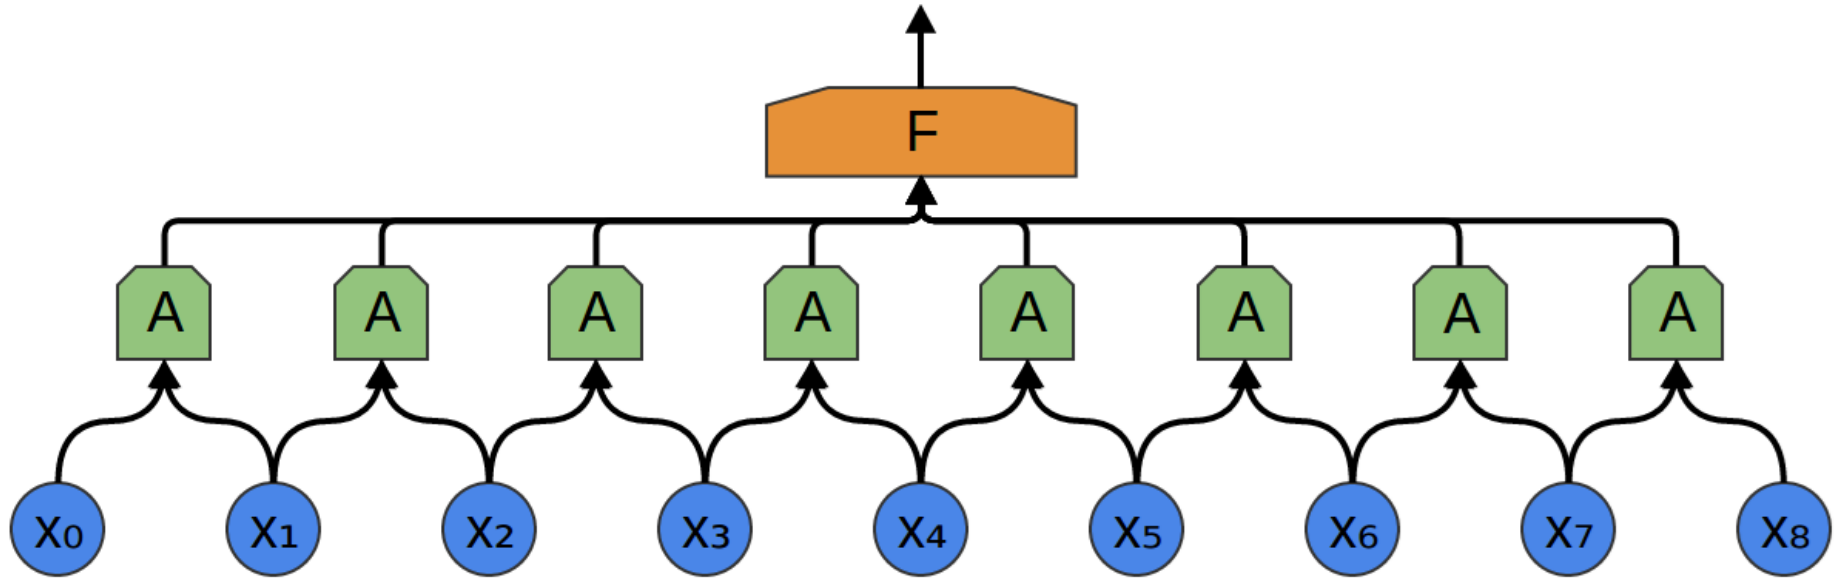 F
A A A A A A A A
x₀ x₁ x₂ x₃ x₄ x₅ x₆ x₇ x₈